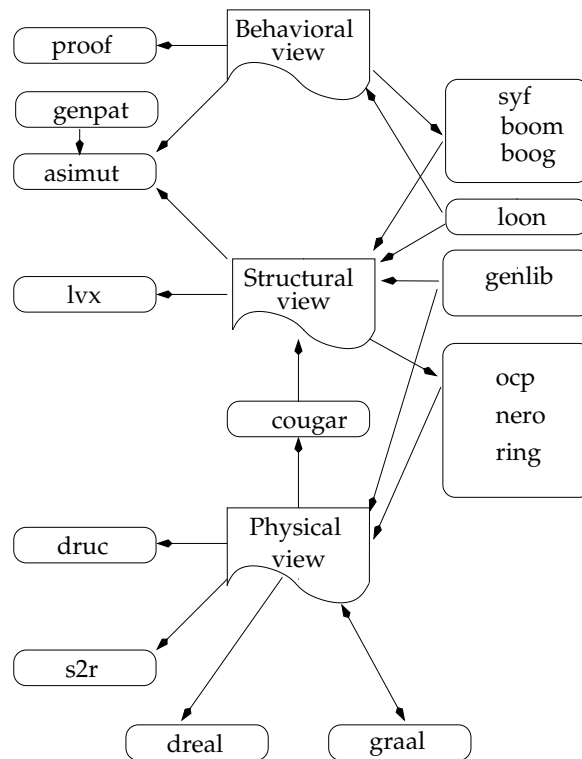 Behavioral
view
proof
genpat
asimut
syf
boom
boog
loon
Structural
view
genlib
lvx
ocp
nero
ring
cougar
Physical
view
druc
s2r
dreal
graal